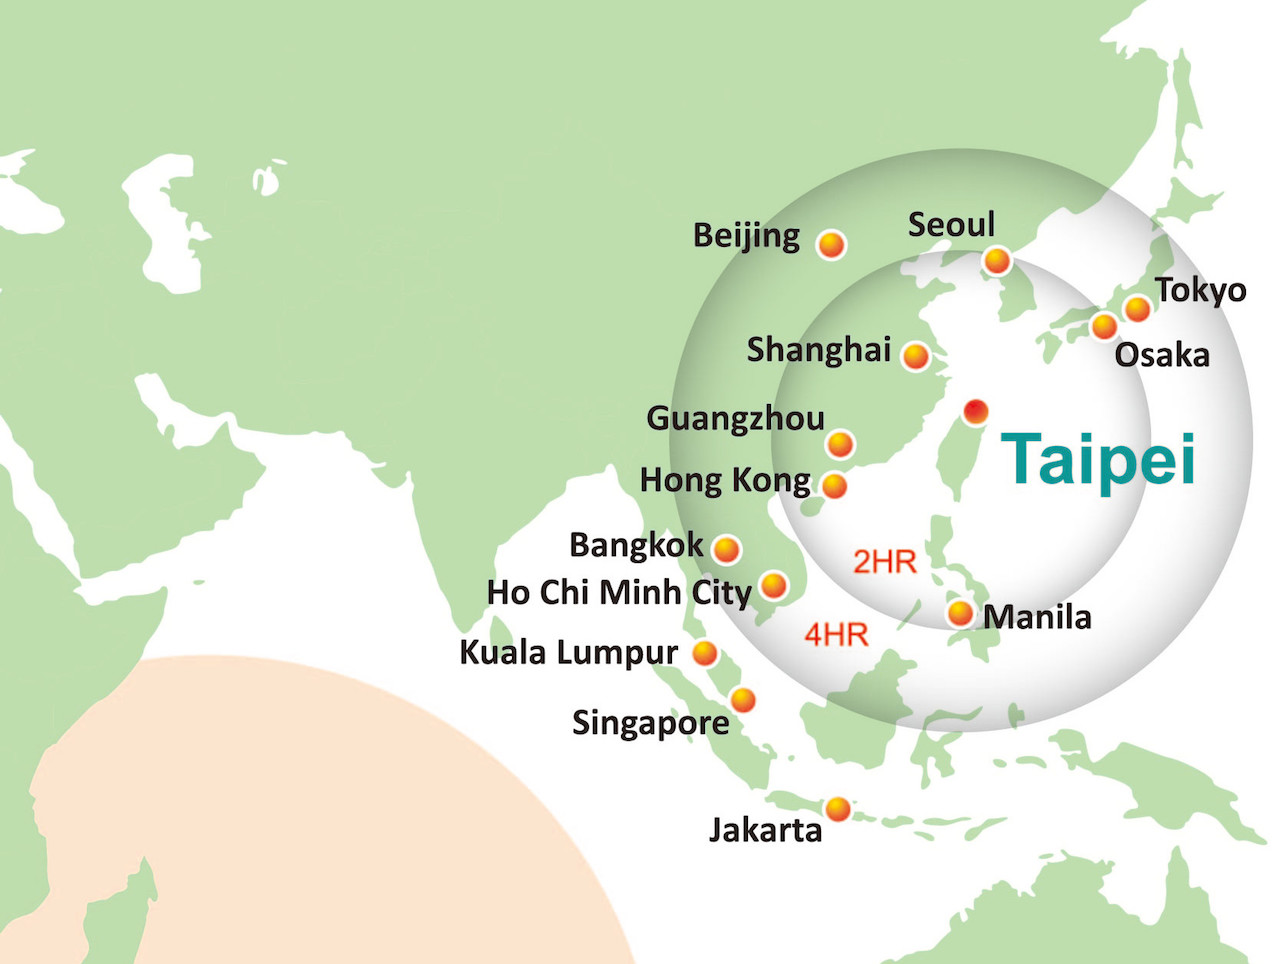 Seoul
Beijing
Tokyo
Shanghai
Osaka
Guangzhou
Taipei
Hong Kong
Bangkok
2HR
Ho Chi Minh City
Manila
4HR
Kuala Lumpur
Singapore
Jakarta